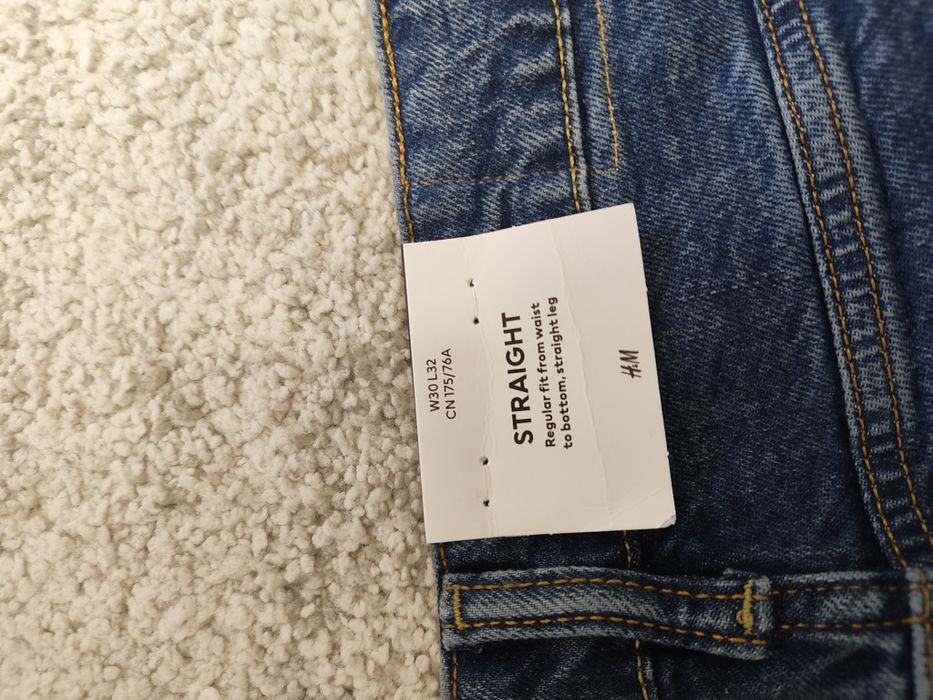 W30 L32
CN 175/76A
STRAIGHT
Regular fit from waist
to bottom, straight leg
H&M